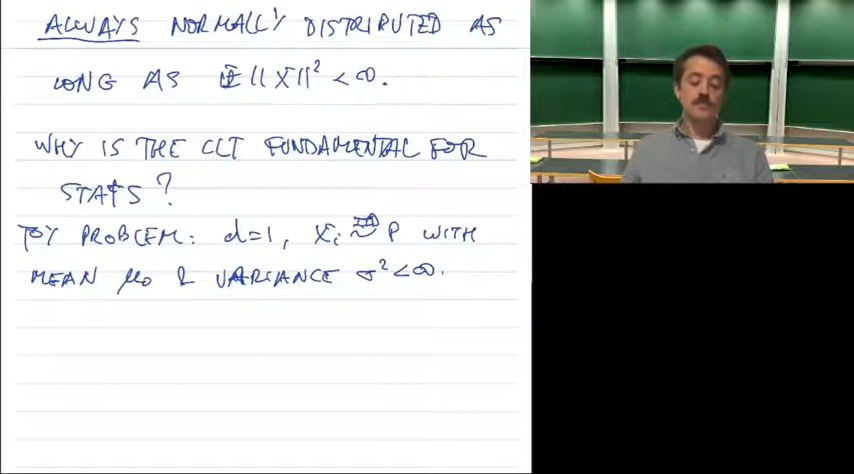 ALWAYS NORMALLY DISTRIBUTED AS
LONG AS E||X||² < ∞.
WHY IS THE CLT FUNDAMENTAL FOR
STATS?
TOY PROBLEM: d=1, Xᵢ ~ᴵᴵᴰ P WITH
MEAN μ₀ & VARIANCE σ² < ∞.